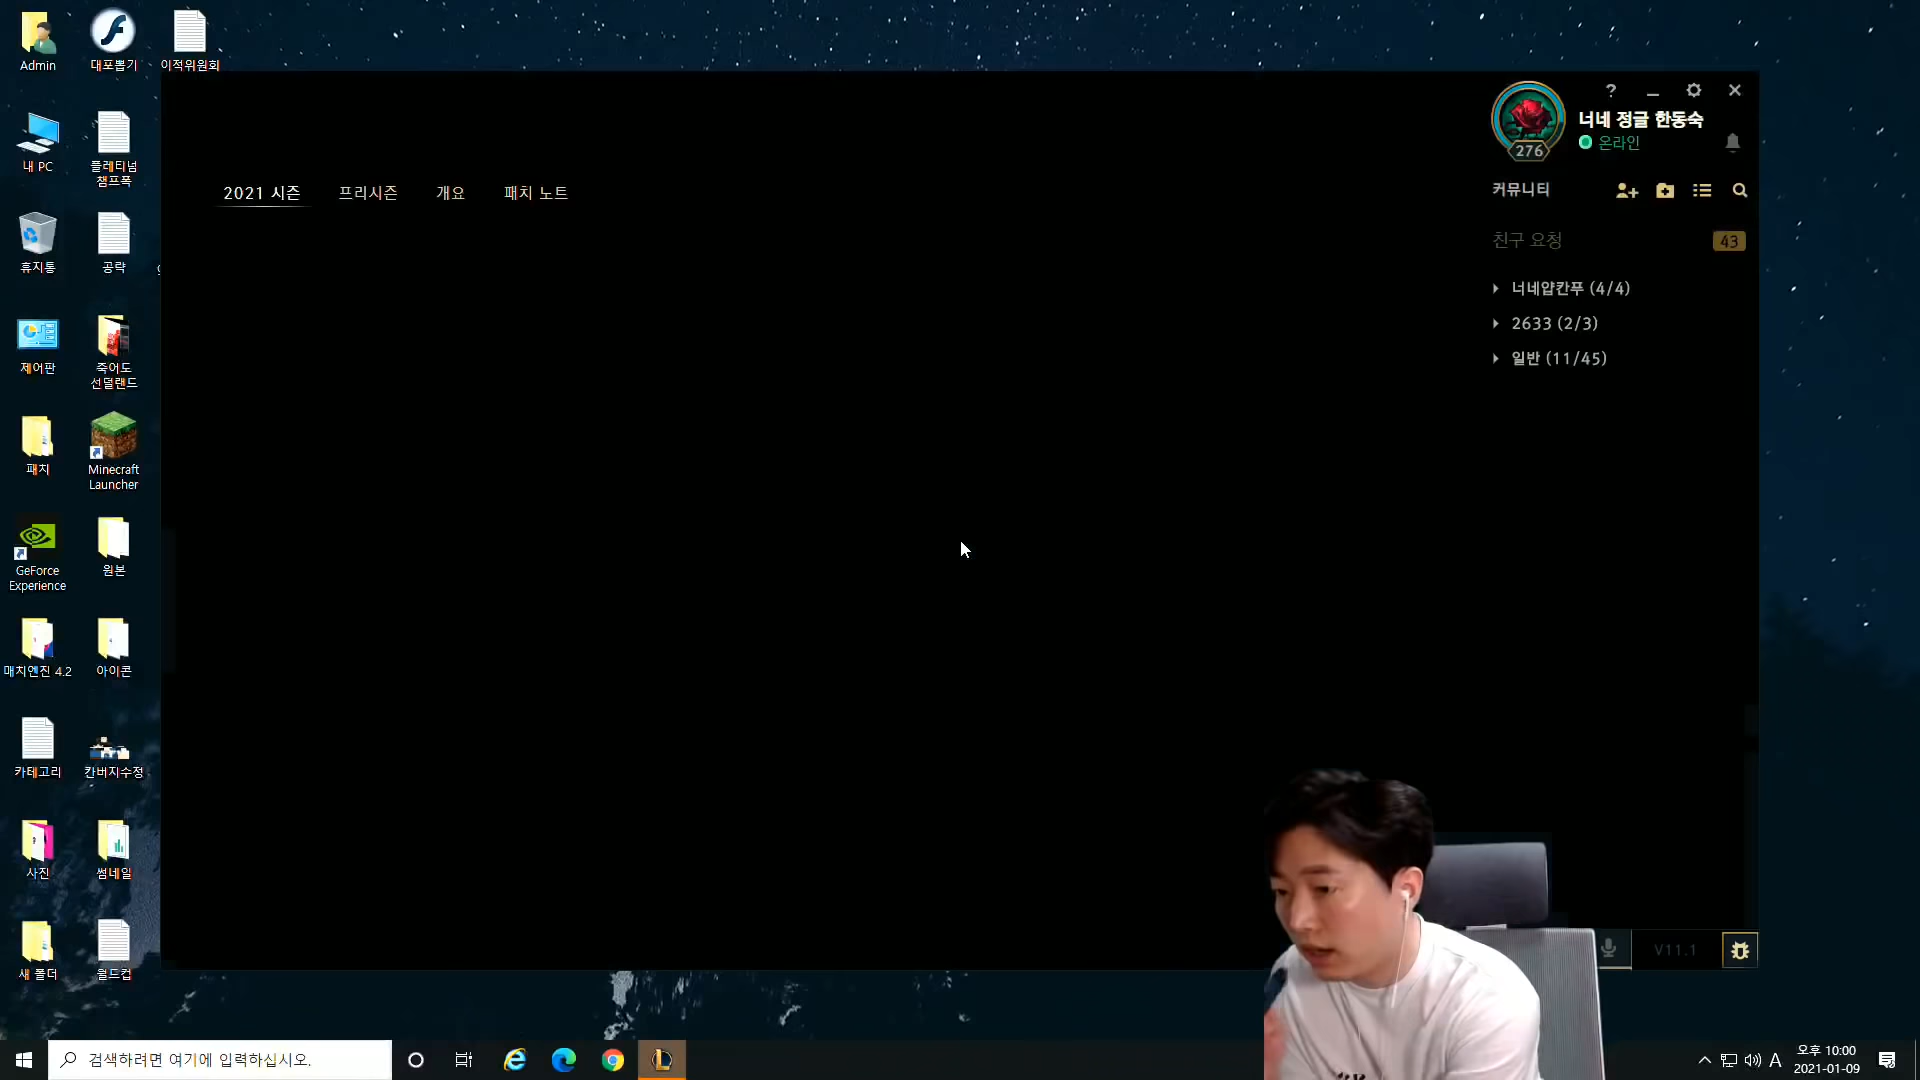 Admin
대포뽑기
이적위원회
내 PC
플레티넘
챔프폭
휴지통
공략
제어판
죽어도
선덜랜드
패치
Minecraft
Launcher
GeForce
Experience
원본
매치엔진 4.2
아이콘
카테고리
칸버지수정
사진
썸네일
새 폴더
월드컵
2021 시즌
프리시즌
개요
패치 노트
?
276
너네 정글 한동숙
온라인
커뮤니티
친구 요청
43
너네얍칸푸 (4/4)
2633 (2/3)
일반 (11/45)
V11.1
검색하려면 여기에 입력하십시오.
A
오후 10:00
2021-01-09